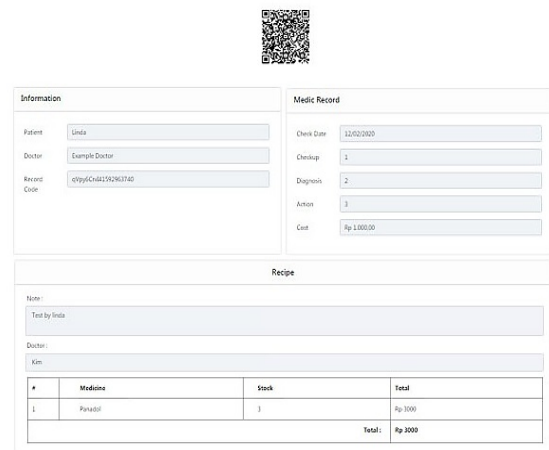 Information
Patient Linda
Doctor Example Doctor
Record Code
Medic Record
Check Date 12/02/2020
Checkup 1
Diagnosis 2
Action 3
Cost Rp 1.000,00
Recipe
Note :
Test by linda
Doctor :
Kim
# Medicine Stock Total
1 Panadol 3 Rp 3000
Total : Rp 3000